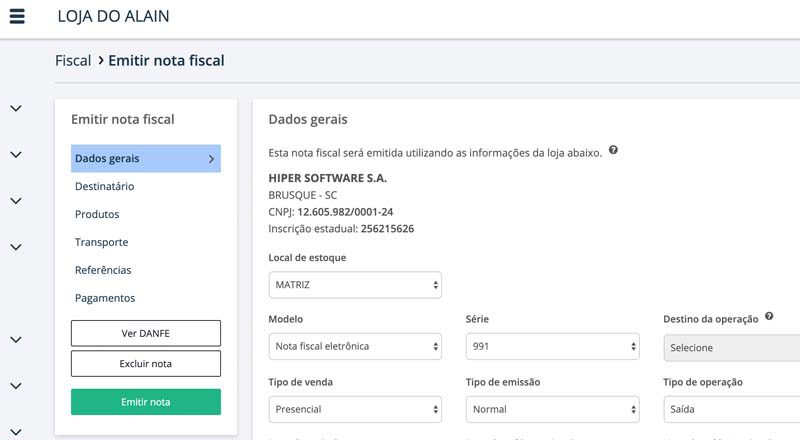 LOJA DO ALAIN
Fiscal > Emitir nota fiscal
Emitir nota fiscal
Dados gerais
Destinatário
Produtos
Transporte
Referências
Pagamentos
Ver DANFE
Excluir nota
Emitir nota
Dados gerais
Esta nota fiscal será emitida utilizando as informações da loja abaixo. ?
HIPER SOFTWARE S.A.
BRUSQUE - SC
CNPJ: 12.605.982/0001-24
Inscrição estadual: 256215626
Local de estoque
MATRIZ
Modelo Série Destino da operação ?
Nota fiscal eletrônica 991 Selecione
Tipo de venda Tipo de emissão Tipo de operação
Presencial Normal Saída